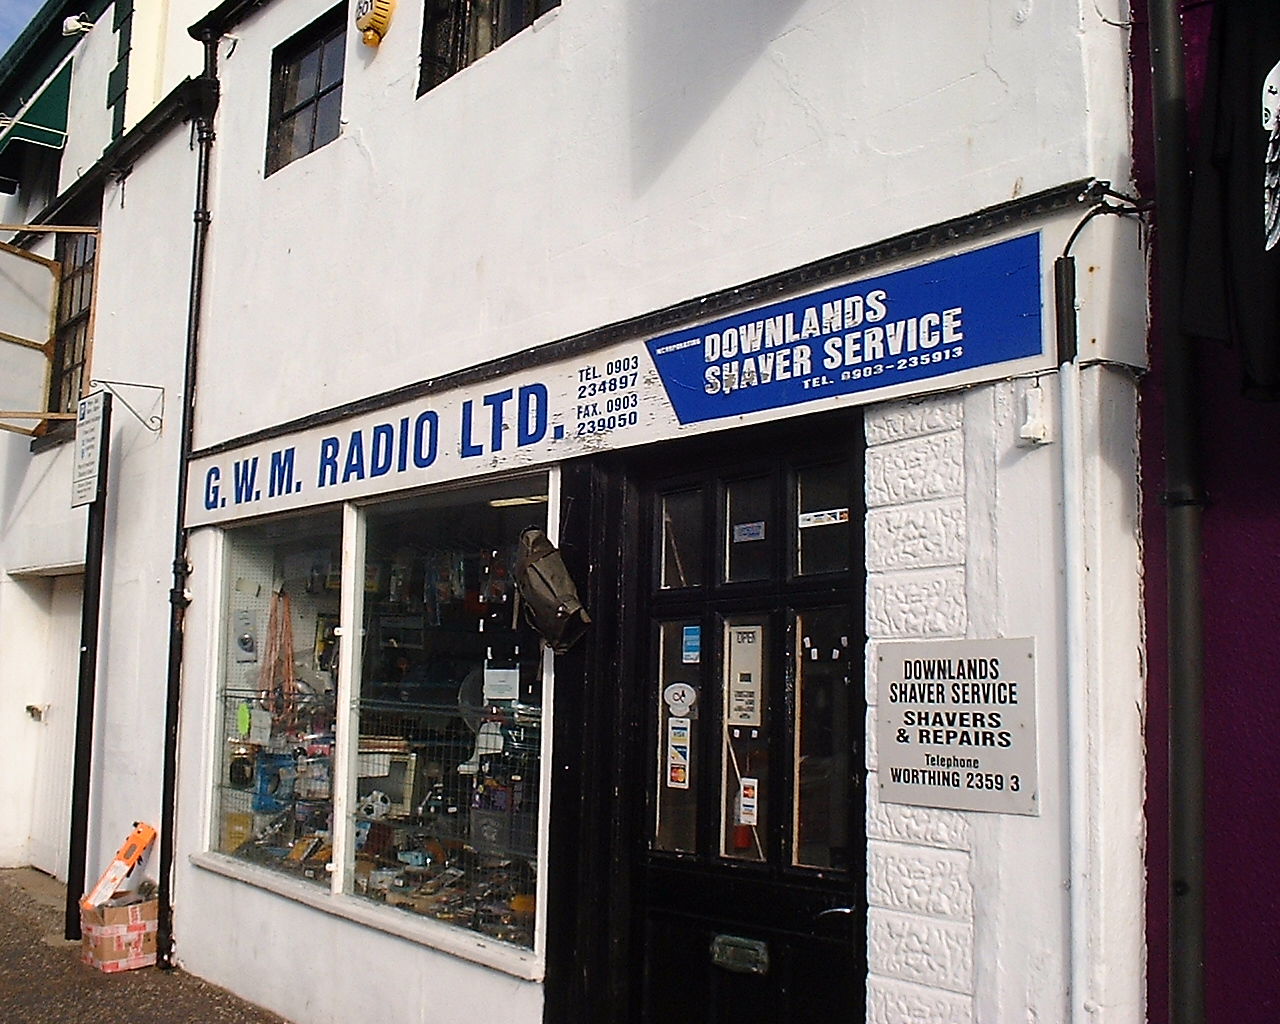 G.W.M. RADIO LTD.
TEL. 0903
234897
FAX. 0903
239050
INCORPORATING
DOWNLANDS
SHAVER SERVICE
TEL. 0903-235913
OPEN
VISA
DOWNLANDS
SHAVER SERVICE
SHAVERS
& REPAIRS
Telephone
WORTHING 2359 3